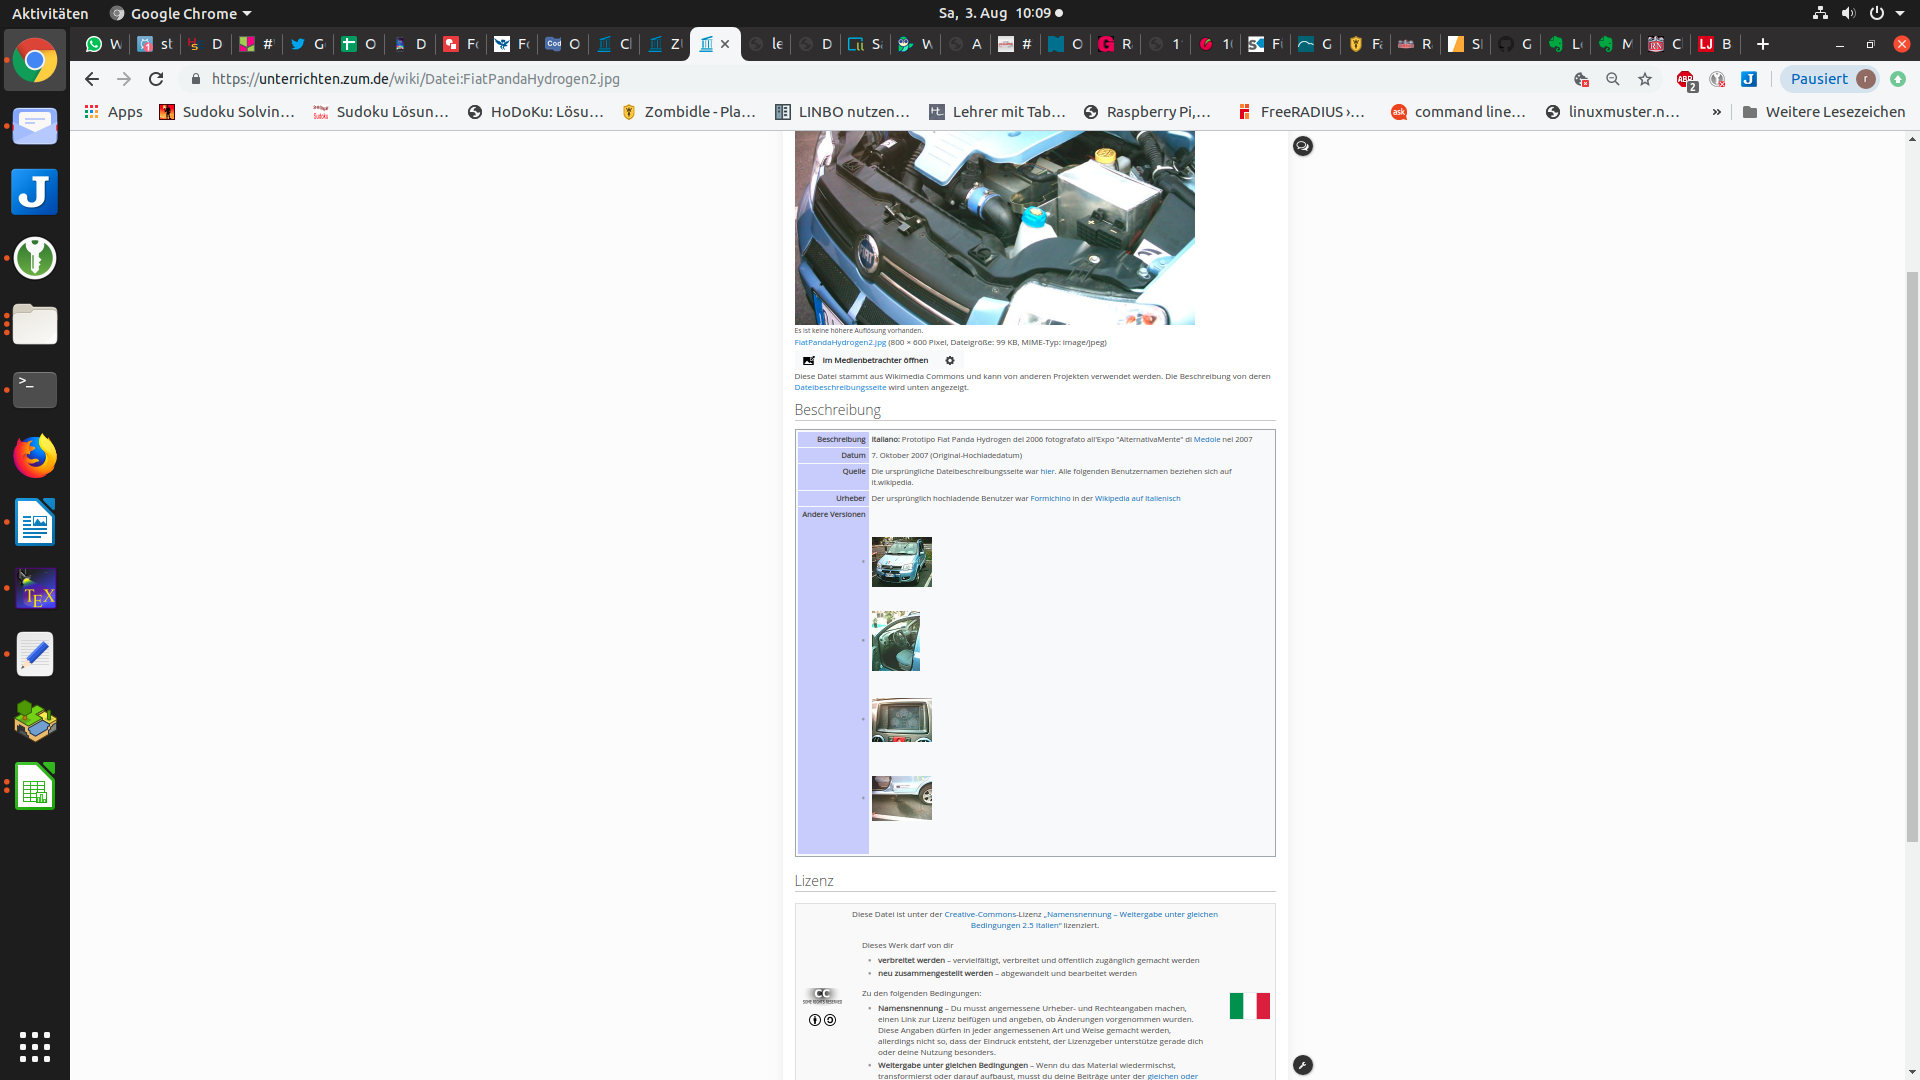 Aktivitäten
Google Chrome
Sa, 3. Aug 10:09
https://unterrichten.zum.de/wiki/Datei:FiatPandaHydrogen2.jpg
2
Pausiert
r
Apps
Sudoku Solvin…
Sudoku Lösun…
HoDoKu: Lösu…
Zombidle - Pla…
LINBO nutzen…
Lehrer mit Tab…
Raspberry Pi,…
FreeRADIUS ›…
command line…
linuxmuster.n…
»
Weitere Lesezeichen
Es ist keine höhere Auflösung vorhanden.
FiatPandaHydrogen2.jpg (800 × 600 Pixel, Dateigröße: 99 KB, MIME-Typ: image/jpeg)
Im Medienbetrachter öffnen
Diese Datei stammt aus Wikimedia Commons und kann von anderen Projekten verwendet werden. Die Beschreibung von deren
Dateibeschreibungsseite wird unten angezeigt.
Beschreibung
Beschreibung Italiano: Prototipo Fiat Panda Hydrogen del 2006 fotografato all'Expo "AlternativaMente" di Medole nel 2007
Datum 7. Oktober 2007 (Original-Hochladedatum)
Quelle Die ursprüngliche Dateibeschreibungsseite war hier. Alle folgenden Benutzernamen beziehen sich auf
it.wikipedia.
Urheber Der ursprünglich hochladende Benutzer war Formichino in der Wikipedia auf Italienisch
Andere Versionen
Lizenz
Diese Datei ist unter der Creative-Commons-Lizenz „Namensnennung – Weitergabe unter gleichen
Bedingungen 2.5 Italien“ lizenziert.
Dieses Werk darf von dir
verbreitet werden – vervielfältigt, verbreitet und öffentlich zugänglich gemacht werden
neu zusammengestellt werden – abgewandelt und bearbeitet werden
Zu den folgenden Bedingungen:
Namensnennung – Du musst angemessene Urheber- und Rechteangaben machen,
einen Link zur Lizenz beifügen und angeben, ob Änderungen vorgenommen wurden.
Diese Angaben dürfen in jeder angemessenen Art und Weise gemacht werden,
allerdings nicht so, dass der Eindruck entsteht, der Lizenzgeber unterstütze gerade dich
oder deine Nutzung besonders.
Weitergabe unter gleichen Bedingungen – Wenn du das Material wiedermischst,
transformierst oder darauf aufbaust, musst du deine Beiträge unter der gleichen oder